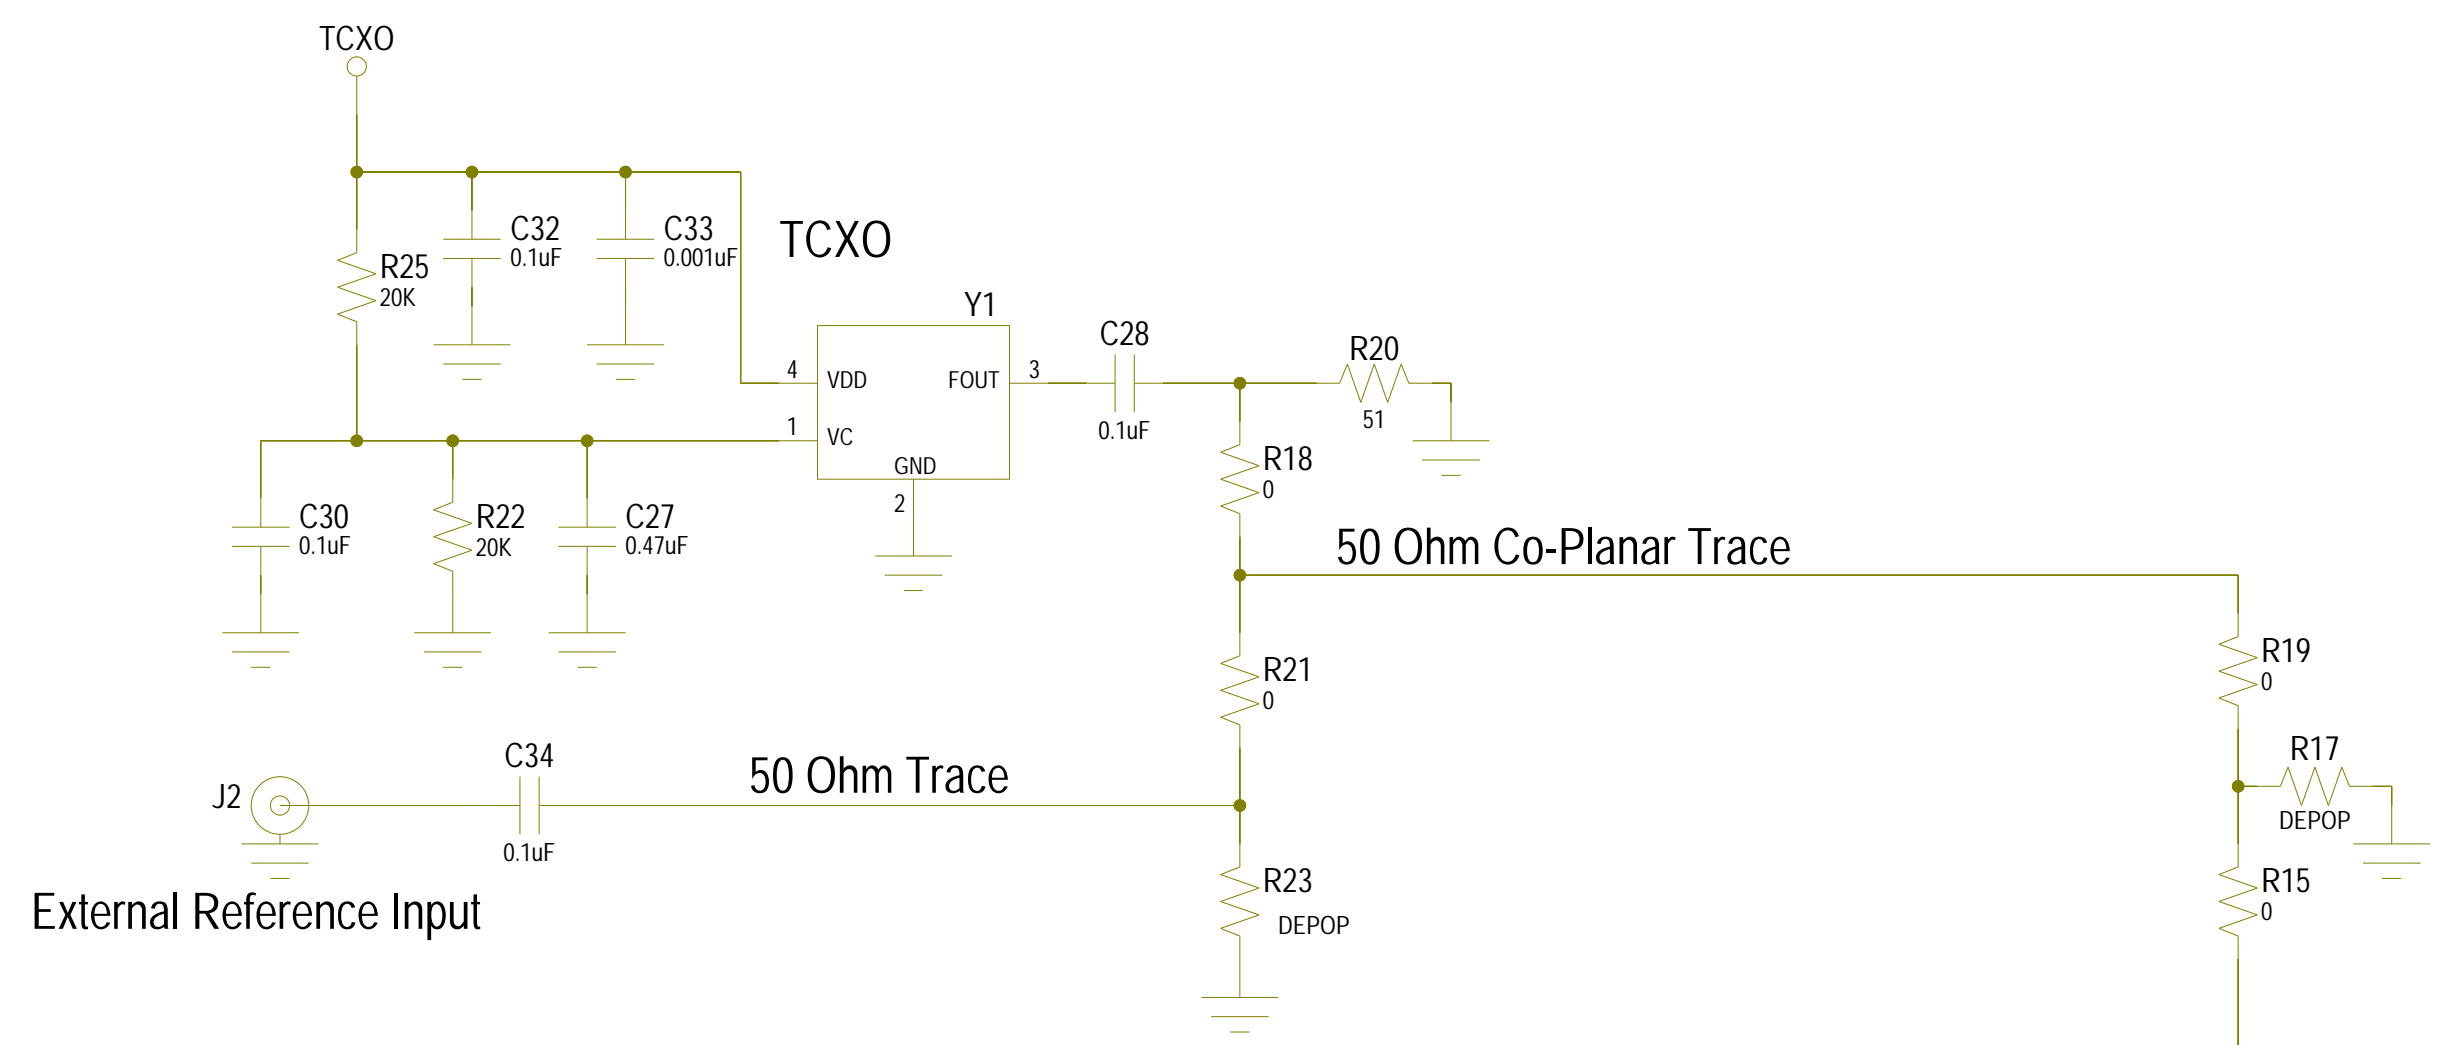 TCXO
C32
0.1uF
C33
0.001uF
TCXO
R25
20K
Y1
C28
0.1uF
R20
51
4
VDD
FOUT
3
1
VC
GND
2
R18
0
C30
0.1uF
R22
20K
C27
0.47uF
50 Ohm Co-Planar Trace
R21
0
R19
0
C34
0.1uF
50 Ohm Trace
J2
R17
DEPOP
R23
DEPOP
R15
0
External Reference Input